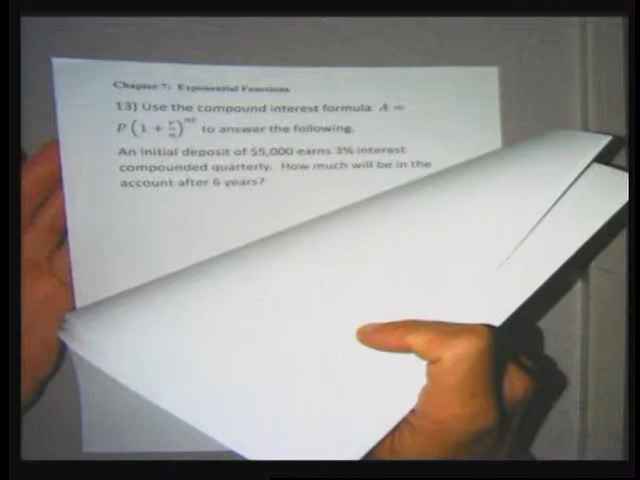 Chapter 7: Exponential Functions
13) Use the compound interest formula A =
P(1 + r/n)^nt to answer the following.
An initial deposit of $5,000 earns 3% interest
compounded quarterly. How much will be in the
account after 6 years?